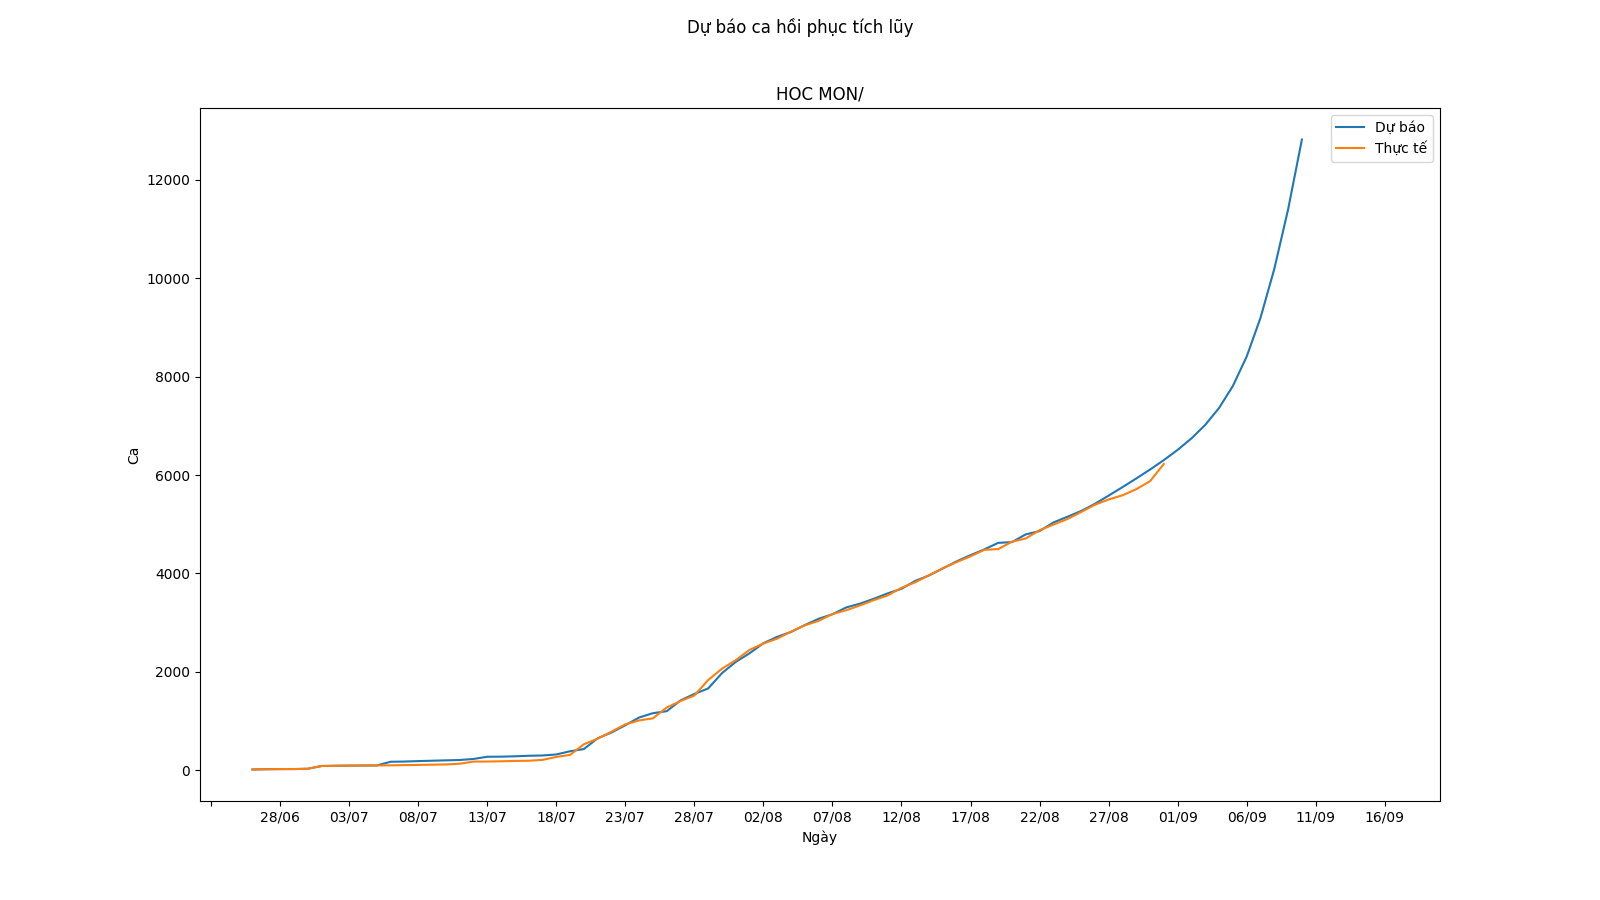 Dự báo ca hồi phục tích lũy
HOC MON/
Dự báo
Thực tế
12000
10000
8000
6000
4000
2000
0
Ca
28/06 03/07 08/07 13/07 18/07 23/07 28/07 02/08 07/08 12/08 17/08 22/08 27/08 01/09 06/09 11/09 16/09
Ngày